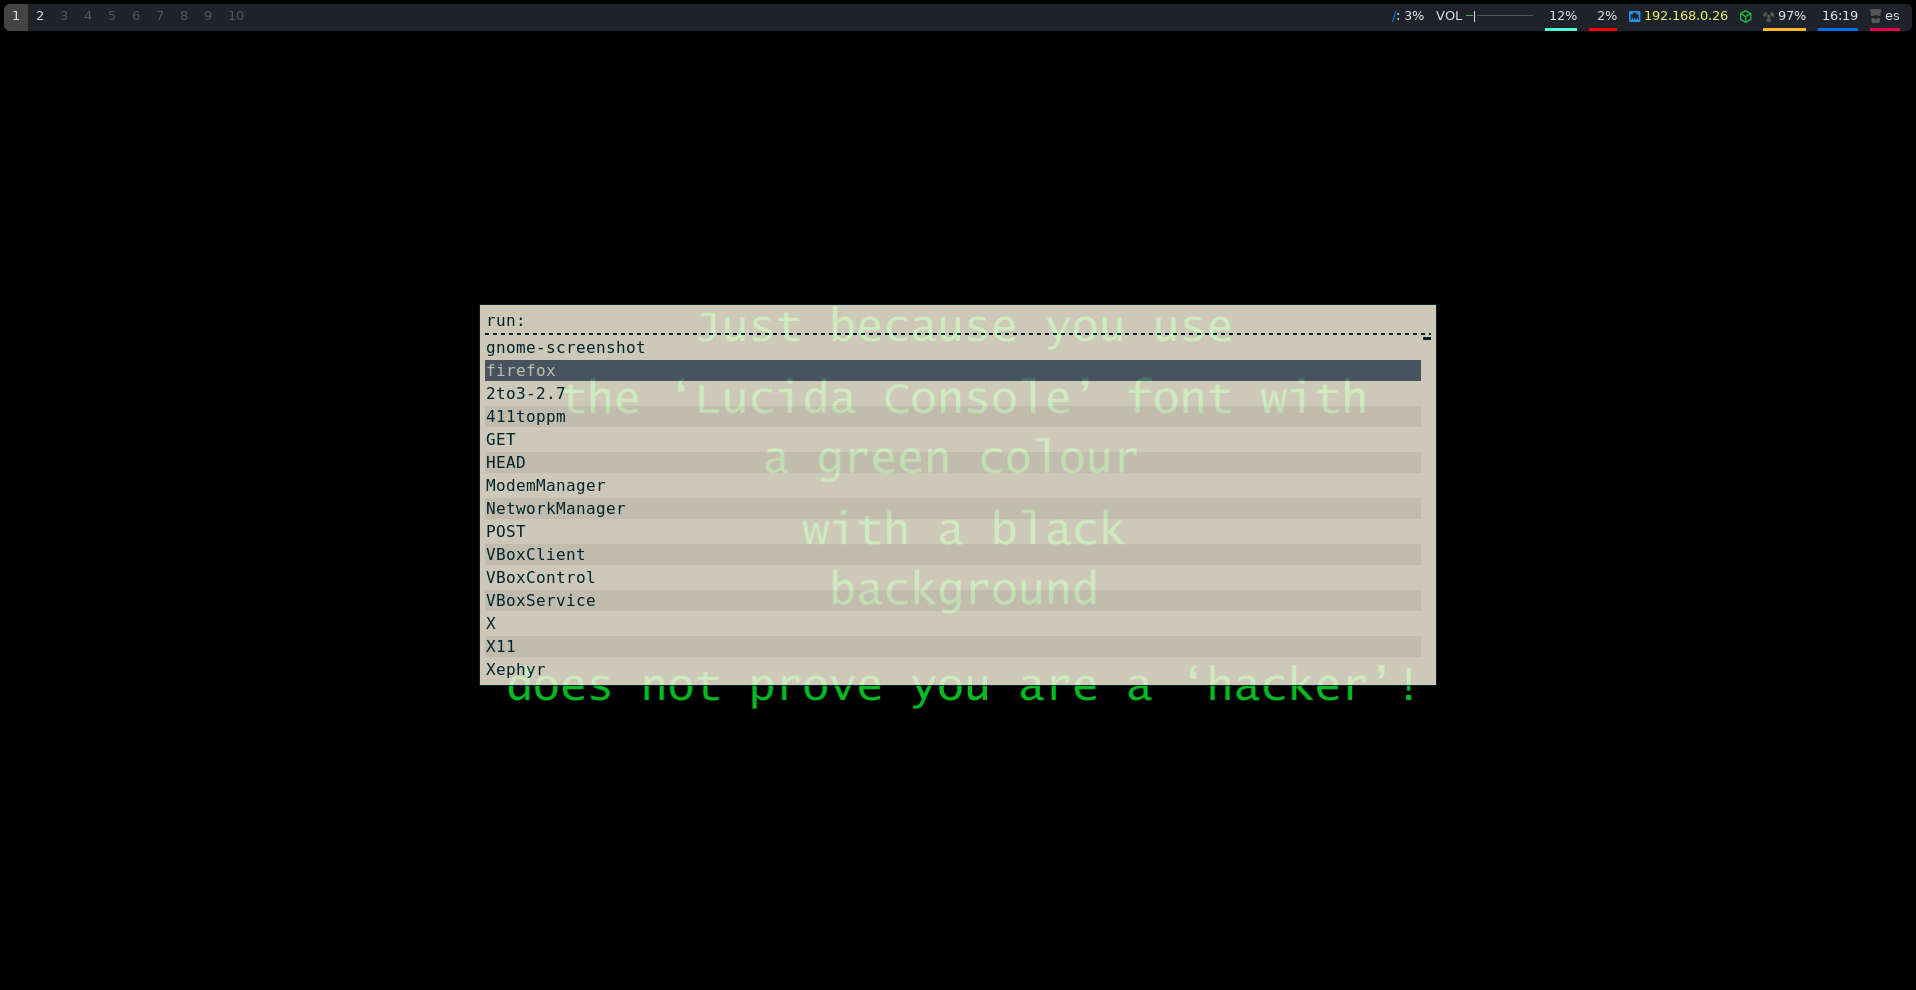 1 2 3 4 5 6 7 8 9 10 /: 3% VOL 12% 2% 192.168.0.26 97% 16:19 es
run:
Just because you use
gnome-screenshot
firefox
2to3-2.7
the ‘Lucida Console’ font with
411toppm
GET
a green colour
HEAD
ModemManager
NetworkManager
with a black
POST
VBoxClient
VBoxControl
background
VBoxService
X
X11
Xephyr
does not prove you are a ‘hacker’!